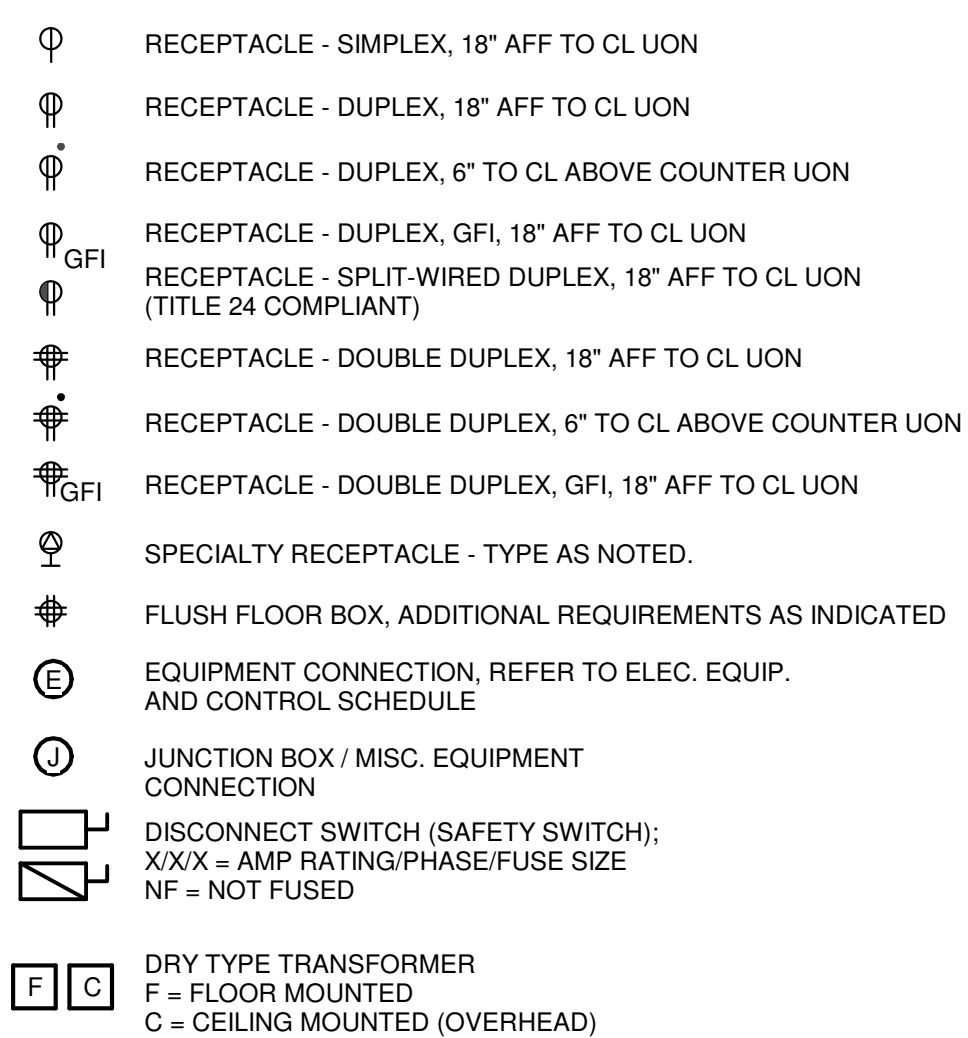 RECEPTACLE - SIMPLEX, 18" AFF TO CL UON
RECEPTACLE - DUPLEX, 18" AFF TO CL UON
RECEPTACLE - DUPLEX, 6" TO CL ABOVE COUNTER UON
RECEPTACLE - DUPLEX, GFI, 18" AFF TO CL UON
GFI
RECEPTACLE - SPLIT-WIRED DUPLEX, 18" AFF TO CL UON
(TITLE 24 COMPLIANT)
RECEPTACLE - DOUBLE DUPLEX, 18" AFF TO CL UON
RECEPTACLE - DOUBLE DUPLEX, 6" TO CL ABOVE COUNTER UON
GFI RECEPTACLE - DOUBLE DUPLEX, GFI, 18" AFF TO CL UON
SPECIALTY RECEPTACLE - TYPE AS NOTED.
FLUSH FLOOR BOX, ADDITIONAL REQUIREMENTS AS INDICATED
E EQUIPMENT CONNECTION, REFER TO ELEC. EQUIP.
AND CONTROL SCHEDULE
J JUNCTION BOX / MISC. EQUIPMENT
CONNECTION
DISCONNECT SWITCH (SAFETY SWITCH);
X/X/X = AMP RATING/PHASE/FUSE SIZE
NF = NOT FUSED
DRY TYPE TRANSFORMER
F C F = FLOOR MOUNTED
C = CEILING MOUNTED (OVERHEAD)